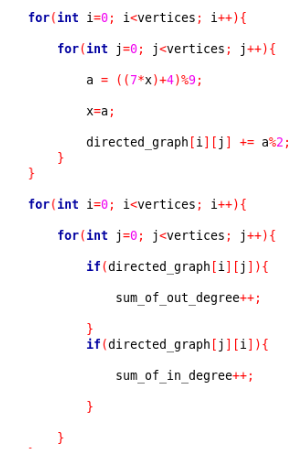 for(int i=0; i<vertices; i++){
for(int j=0; j<vertices; j++){
a = ((7*x)+4)%9;
x=a;
directed_graph[i][j] += a%2;
}
}
for(int i=0; i<vertices; i++){
for(int j=0; j<vertices; j++){
if(directed_graph[i][j]){
sum_of_out_degree++;
}
if(directed_graph[j][i]){
sum_of_in_degree++;
}
}